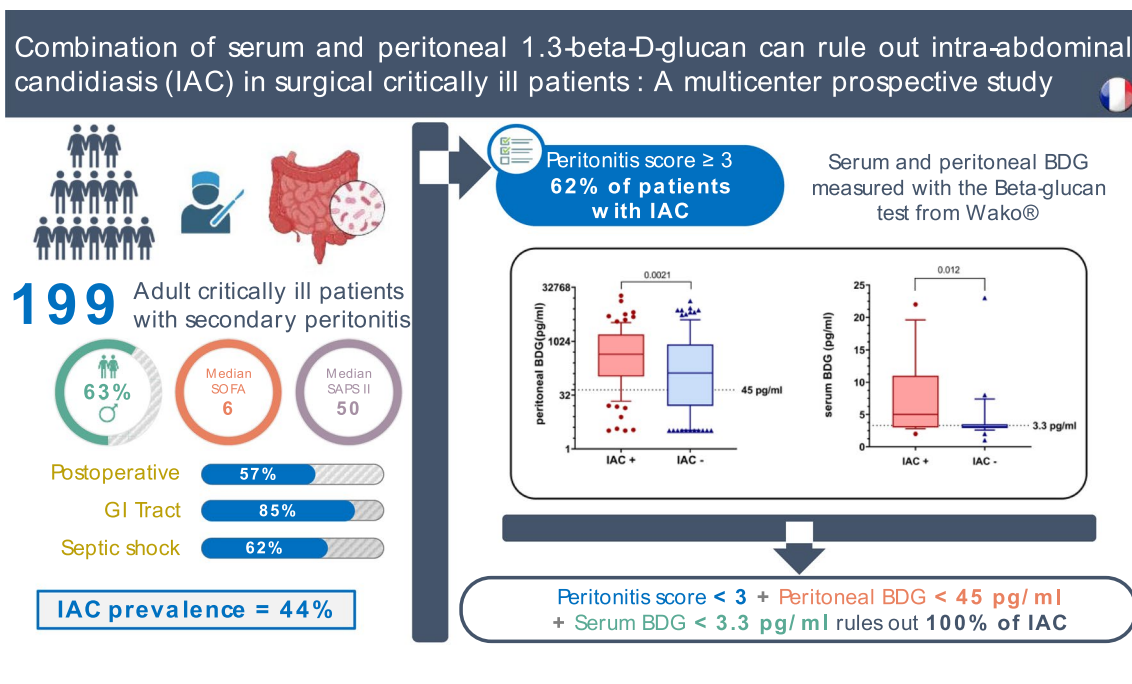 Combination of serum and peritoneal 1.3-beta-D-glucan can rule out intra-abdominal
candidiasis (IAC) in surgical critically ill patients : A multicenter prospective study
199
Adult critically ill patients
with secondary peritonitis
63%
Median
SOFA
6
Median
SAPS II
50
Postoperative
57%
GI Tract
85%
Septic shock
62%
IAC prevalence = 44%
Peritonitis score ≥ 3
62% of patients
with IAC
Serum and peritoneal BDG
measured with the Beta-glucan
test from Wako®
0.0021
32768
1024
32
1
peritoneal BDG(pg/ml)
45 pg/ml
IAC +
IAC -
0.012
25
20
15
10
5
0
serum BDG (pg/ml)
3.3 pg/ml
IAC +
IAC -
Peritonitis score < 3 + Peritoneal BDG < 45 pg/ml
+ Serum BDG < 3.3 pg/ml rules out 100% of IAC